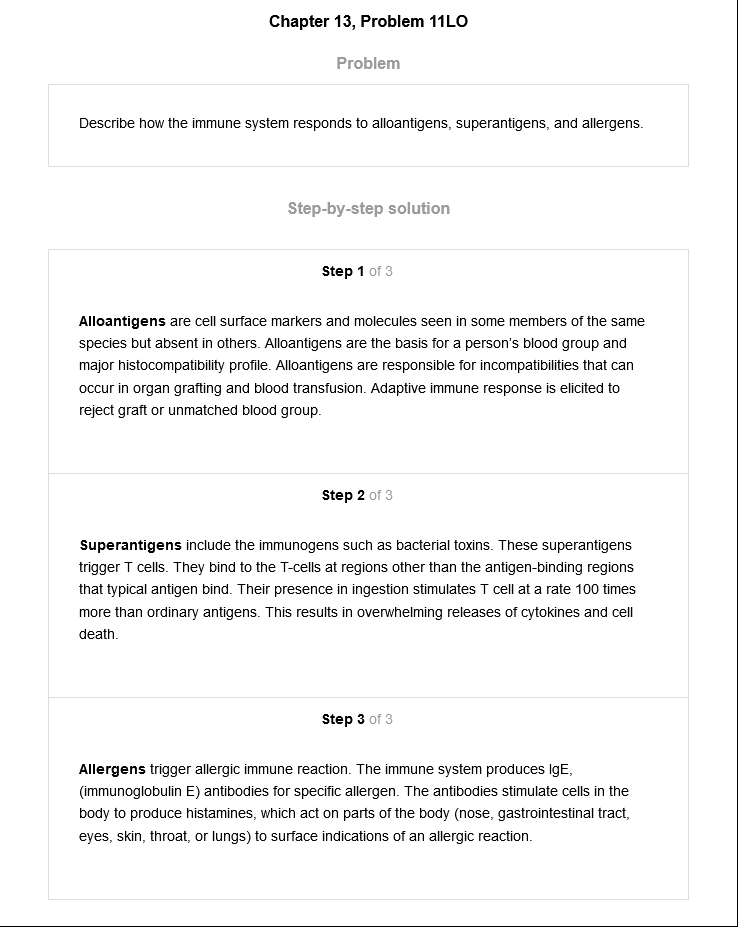 Chapter 13, Problem 11LO
Problem
Describe how the immune system responds to alloantigens, superantigens, and allergens.
Step-by-step solution
Step 1 of 3
Alloantigens are cell surface markers and molecules seen in some members of the same
species but absent in others. Alloantigens are the basis for a person's blood group and
major histocompatibility profile. Alloantigens are responsible for incompatibilities that can
occur in organ grafting and blood transfusion. Adaptive immune response is elicited to
reject graft or unmatched blood group.
Step 2 of 3
Superantigens include the immunogens such as bacterial toxins. These superantigens
trigger T cells. They bind to the T-cells at regions other than the antigen-binding regions
that typical antigen bind. Their presence in ingestion stimulates T cell at a rate 100 times
more than ordinary antigens. This results in overwhelming releases of cytokines and cell
death.
Step 3 of 3
Allergens trigger allergic immune reaction. The immune system produces IgE,
(immunoglobulin E) antibodies for specific allergen. The antibodies stimulate cells in the
body to produce histamines, which act on parts of the body (nose, gastrointestinal tract,
eyes, skin, throat, or lungs) to surface indications of an allergic reaction.